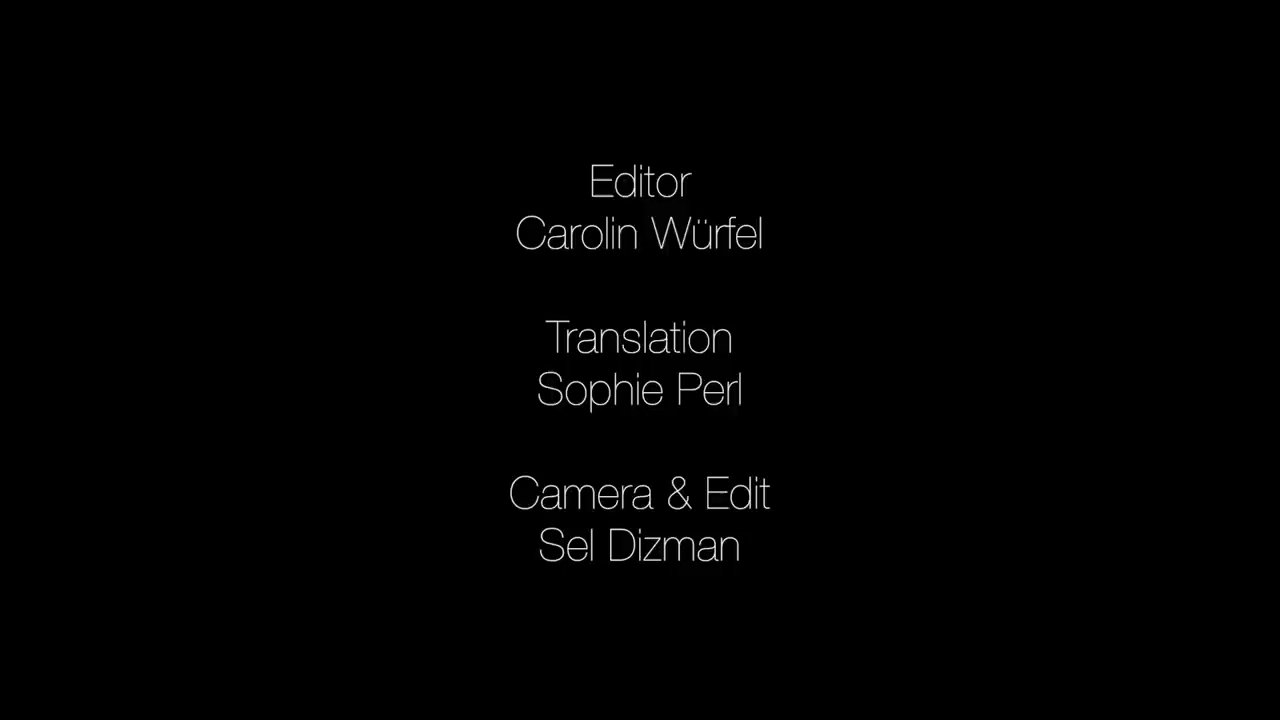 Editor
Carolin Würfel
Translation
Sophie Perl
Camera & Edit
Sel Dizman